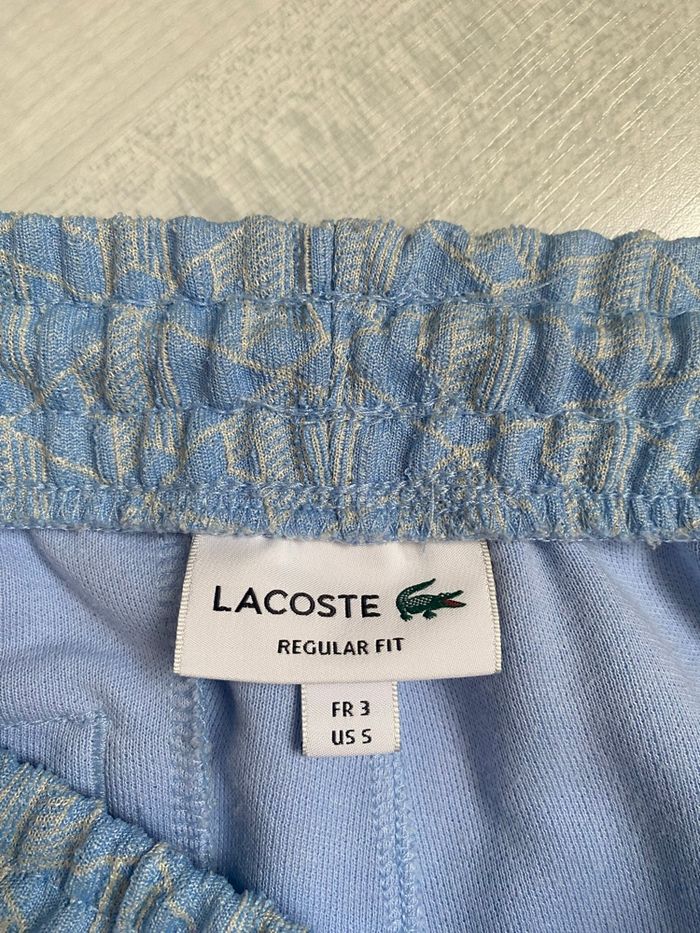 LACOSTE
REGULAR FIT
FR 3
US S